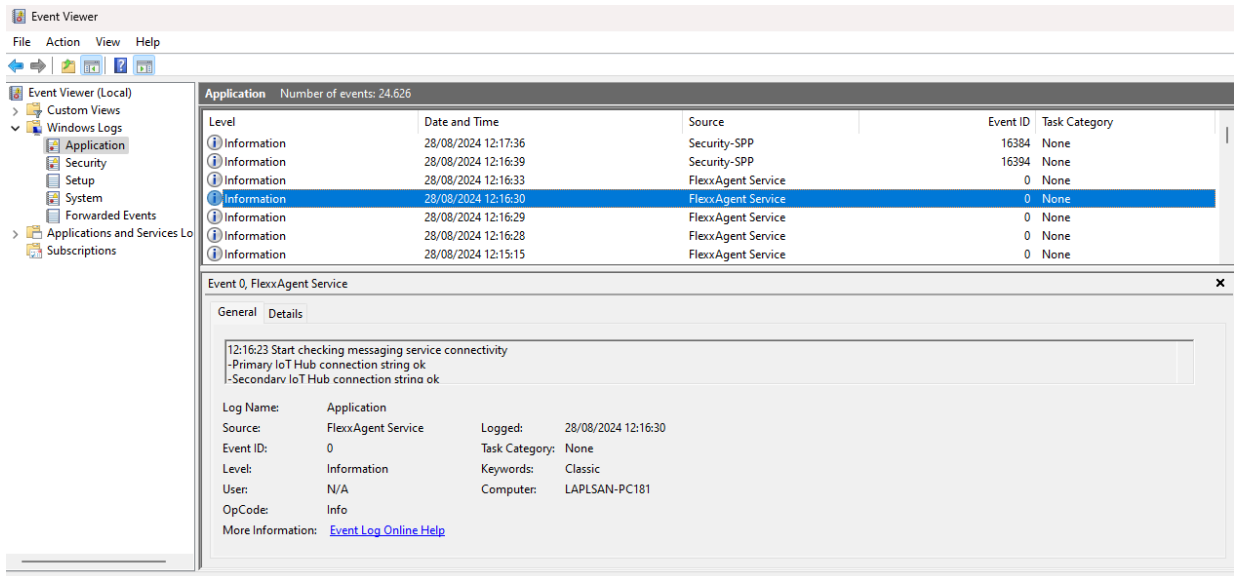 Event Viewer
File Action View Help
Event Viewer (Local)
Custom Views
Windows Logs
Application
Security
Setup
System
Forwarded Events
Applications and Services Lo
Subscriptions
Application Number of events: 24.626
Level Date and Time Source Event ID Task Category
Information 28/08/2024 12:17:36 Security-SPP 16384 None
Information 28/08/2024 12:16:39 Security-SPP 16394 None
Information 28/08/2024 12:16:33 FlexxAgent Service 0 None
Information 28/08/2024 12:16:30 FlexxAgent Service 0 None
Information 28/08/2024 12:16:29 FlexxAgent Service 0 None
Information 28/08/2024 12:16:28 FlexxAgent Service 0 None
Information 28/08/2024 12:15:15 FlexxAgent Service 0 None
Event 0, FlexxAgent Service
General Details
12:16:23 Start checking messaging service connectivity
-Primary IoT Hub connection string ok
-Secondary IoT Hub connection string ok
Log Name: Application
Source: FlexxAgent Service Logged: 28/08/2024 12:16:30
Event ID: 0 Task Category: None
Level: Information Keywords: Classic
User: N/A Computer: LAPLSAN-PC181
OpCode: Info
More Information: Event Log Online Help